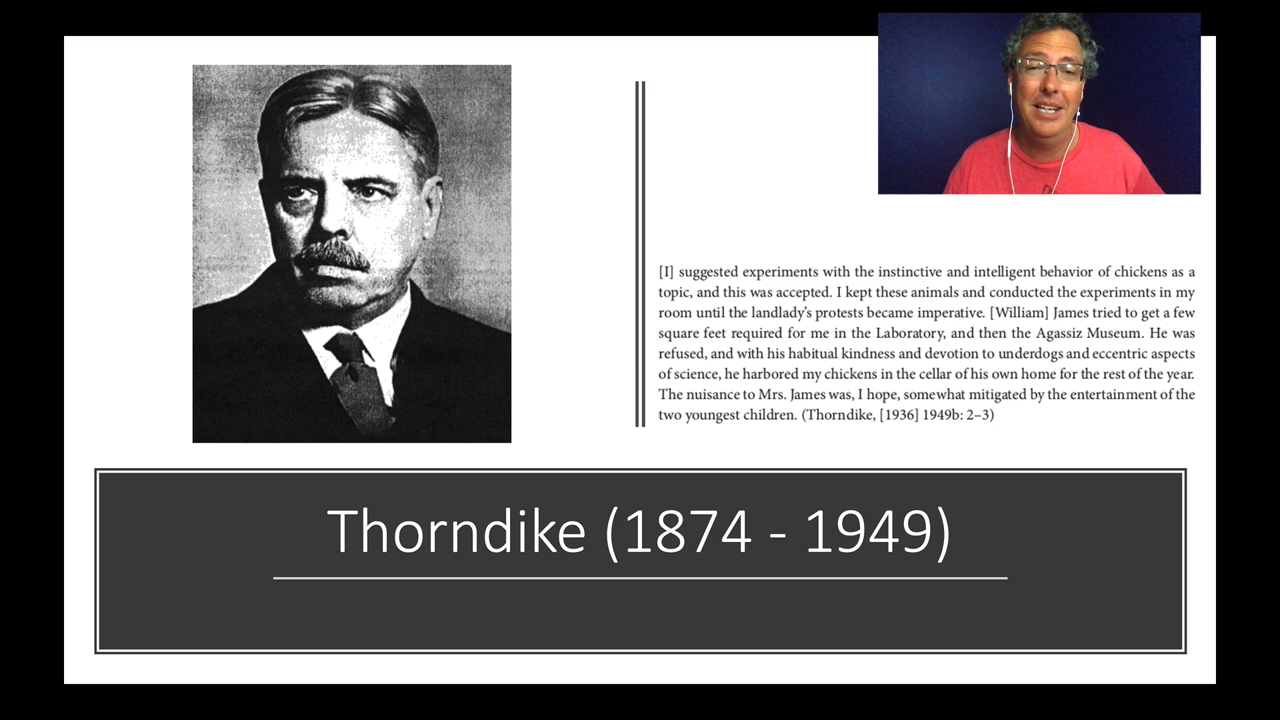 [I] suggested experiments with the instinctive and intelligent behavior of chickens as a
topic, and this was accepted. I kept these animals and conducted the experiments in my
room until the landlady's protests became imperative. [William] James tried to get a few
square feet required for me in the Laboratory, and then the Agassiz Museum. He was
refused, and with his habitual kindness and devotion to underdogs and eccentric aspects
of science, he harbored my chickens in the cellar of his own home for the rest of the year.
The nuisance to Mrs. James was, I hope, somewhat mitigated by the entertainment of the
two youngest children. (Thorndike, [1936] 1949b: 2–3)
Thorndike (1874 - 1949)